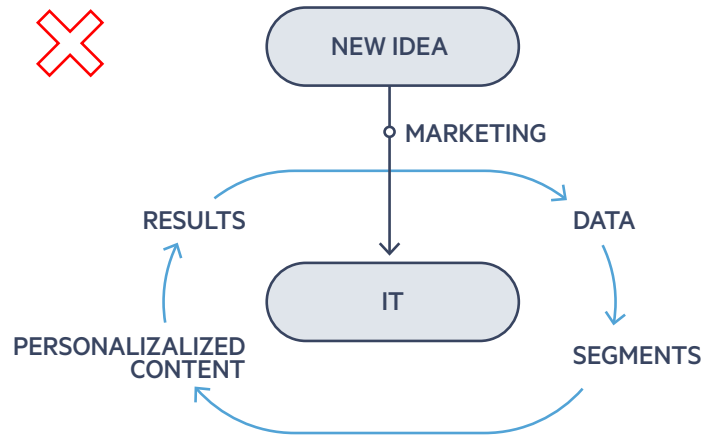 NEW IDEA
MARKETING
RESULTS
DATA
IT
PERSONALIZALIZED
CONTENT
SEGMENTS